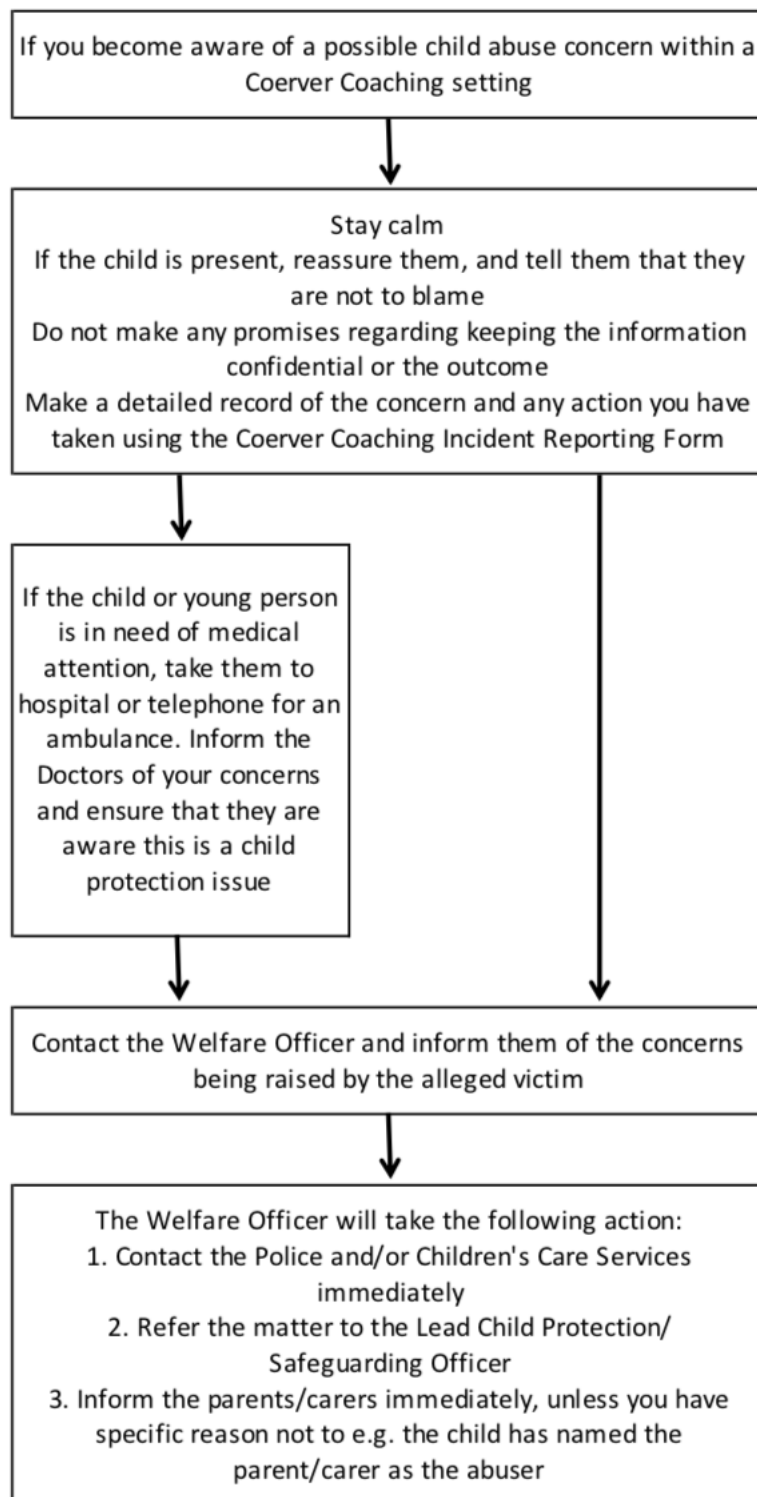 If you become aware of a possible child abuse concern within a
Coerver Coaching setting
Stay calm
If the child is present, reassure them, and tell them that they
are not to blame
Do not make any promises regarding keeping the information
confidential or the outcome
Make a detailed record of the concern and any action you have
taken using the Coerver Coaching Incident Reporting Form
If the child or young person
is in need of medical
attention, take them to
hospital or telephone for an
ambulance. Inform the
Doctors of your concerns
and ensure that they are
aware this is a child
protection issue
Contact the Welfare Officer and inform them of the concerns
being raised by the alleged victim
The Welfare Officer will take the following action:
1. Contact the Police and/or Children's Care Services
immediately
2. Refer the matter to the Lead Child Protection/
Safeguarding Officer
3. Inform the parents/carers immediately, unless you have
specific reason not to e.g. the child has named the
parent/carer as the abuser